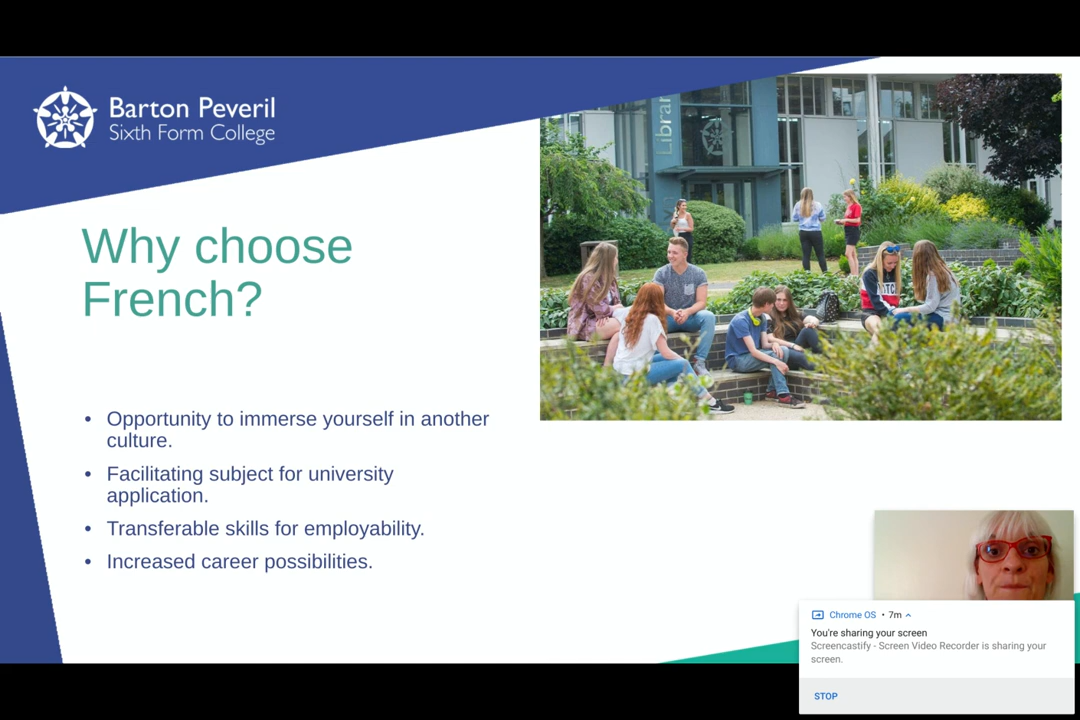 Barton Peveril
Sixth Form College
Library
Why choose
French?
• Opportunity to immerse yourself in another
culture.
• Facilitating subject for university
application.
• Transferable skills for employability.
• Increased career possibilities.
Chrome OS • 7m
You're sharing your screen
Screencastify - Screen Video Recorder is sharing your
screen.
STOP